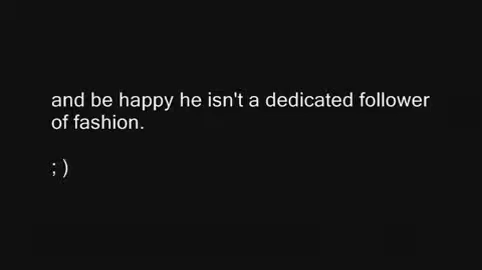 and be happy he isn't a dedicated follower
of fashion.
; )